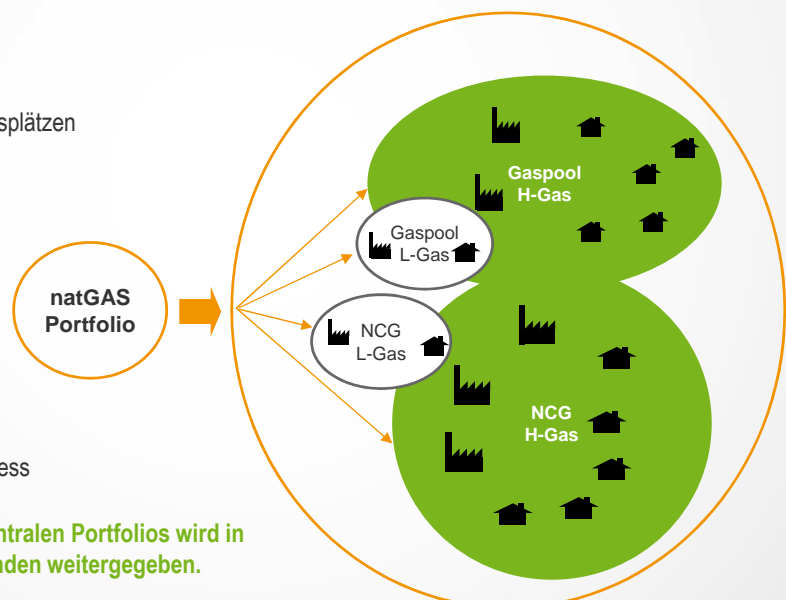 splätzen
Gaspool
H-Gas
Gaspool
L-Gas
natGAS
Portfolio
NCG
L-Gas
NCG
H-Gas
ess
ntralen Portfolios wird in
nden weitergegeben.